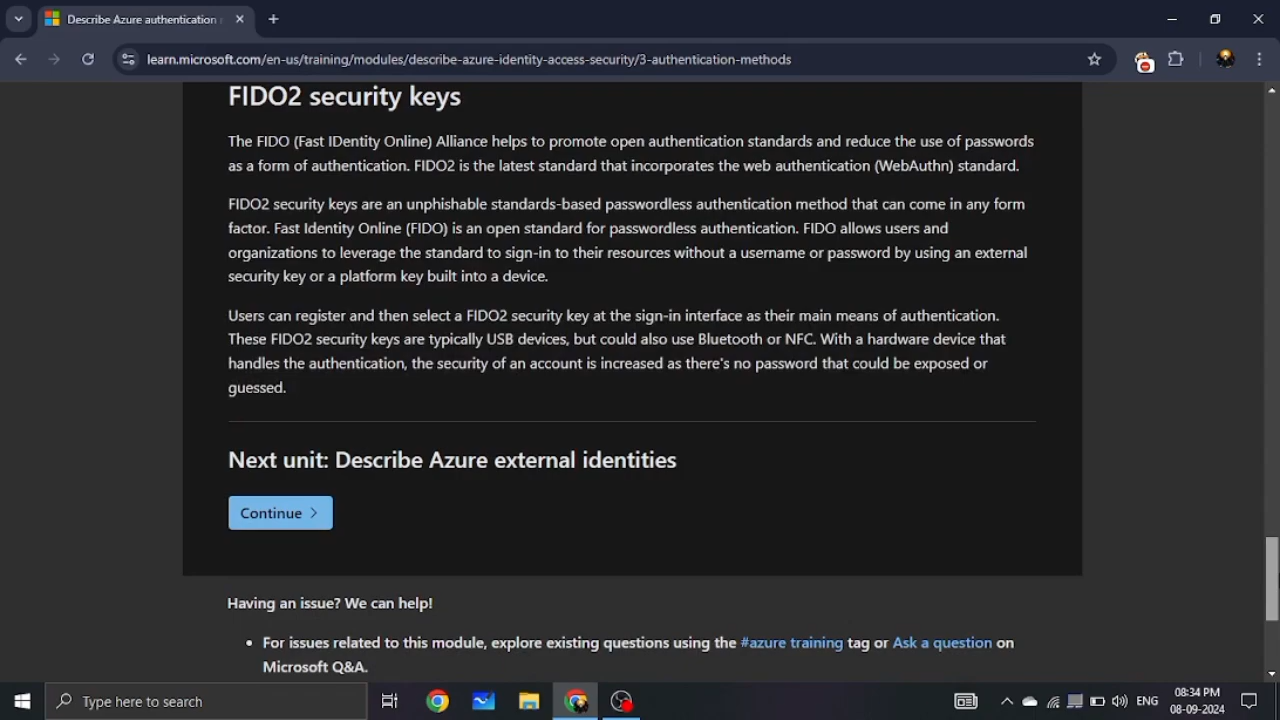 Describe Azure authentication
learn.microsoft.com/en-us/training/modules/describe-azure-identity-access-security/3-authentication-methods
FIDO2 security keys
The FIDO (Fast IDentity Online) Alliance helps to promote open authentication standards and reduce the use of passwords
as a form of authentication. FIDO2 is the latest standard that incorporates the web authentication (WebAuthn) standard.
FIDO2 security keys are an unphishable standards-based passwordless authentication method that can come in any form
factor. Fast Identity Online (FIDO) is an open standard for passwordless authentication. FIDO allows users and
organizations to leverage the standard to sign-in to their resources without a username or password by using an external
security key or a platform key built into a device.
Users can register and then select a FIDO2 security key at the sign-in interface as their main means of authentication.
These FIDO2 security keys are typically USB devices, but could also use Bluetooth or NFC. With a hardware device that
handles the authentication, the security of an account is increased as there's no password that could be exposed or
guessed.
Next unit: Describe Azure external identities
Continue
Having an issue? We can help!
• For issues related to this module, explore existing questions using the #azure training tag or Ask a question on
Microsoft Q&A.
Type here to search
ENG
08:34 PM
08-09-2024